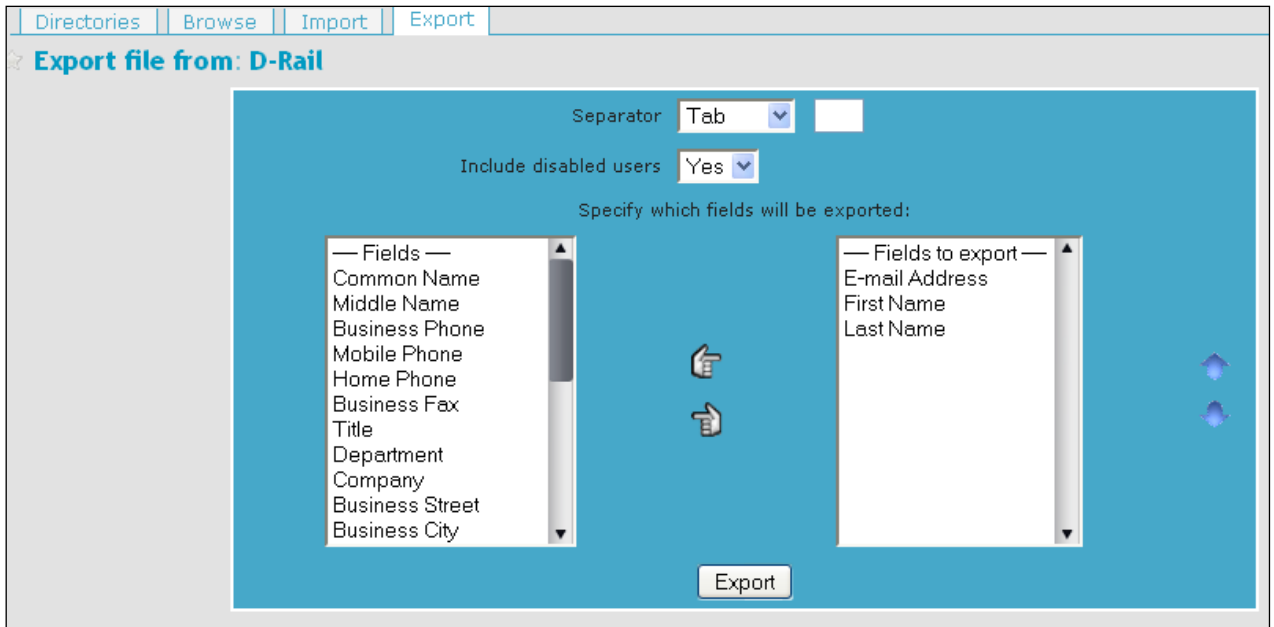 Directories Browse Import Export
Export file from: D-Rail
Separator Tab
Include disabled users Yes
Specify which fields will be exported:
— Fields —
Common Name
Middle Name
Business Phone
Mobile Phone
Home Phone
Business Fax
Title
Department
Company
Business Street
Business City
— Fields to export —
E-mail Address
First Name
Last Name
Export